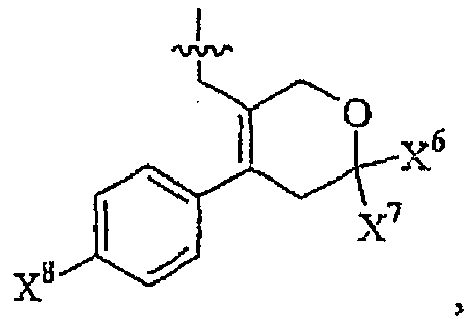 O
X⁶
X⁷
X⁸
,